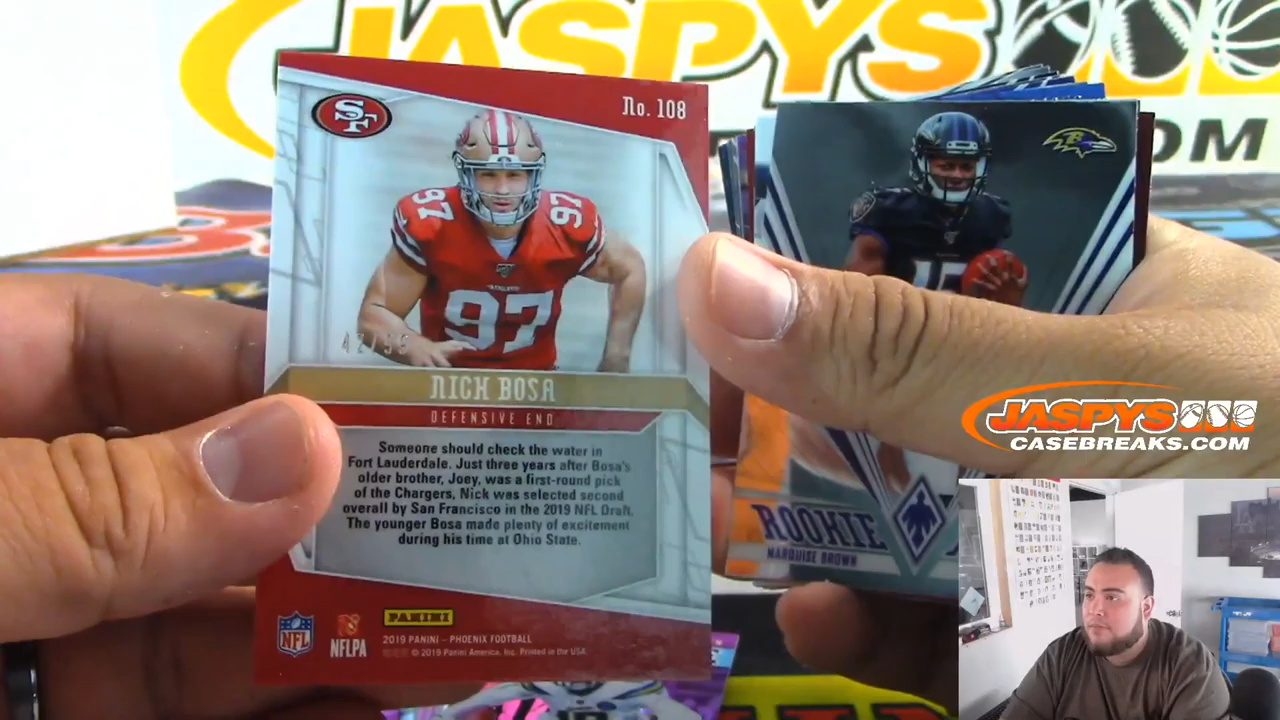 JASPYS
COM
No. 108
SF
97
97
97
NICK BOSA
DEFENSIVE END
Someone should check the water in
Fort Lauderdale. Just three years after Bosa's
older brother, Joey, was a first-round pick
of the Chargers, Nick was selected second
overall by San Francisco in the 2019 NFL Draft.
The younger Bosa made plenty of excitement
during his time at Ohio State.
NFL
NFLPA
PANINI
2019 PANINI – PHOENIX FOOTBALL
© 2019 Panini America, Inc. Printed in the USA.
B
ROOKIE
MARQUISE BROWN
JASPYS
CASEBREAKS.COM